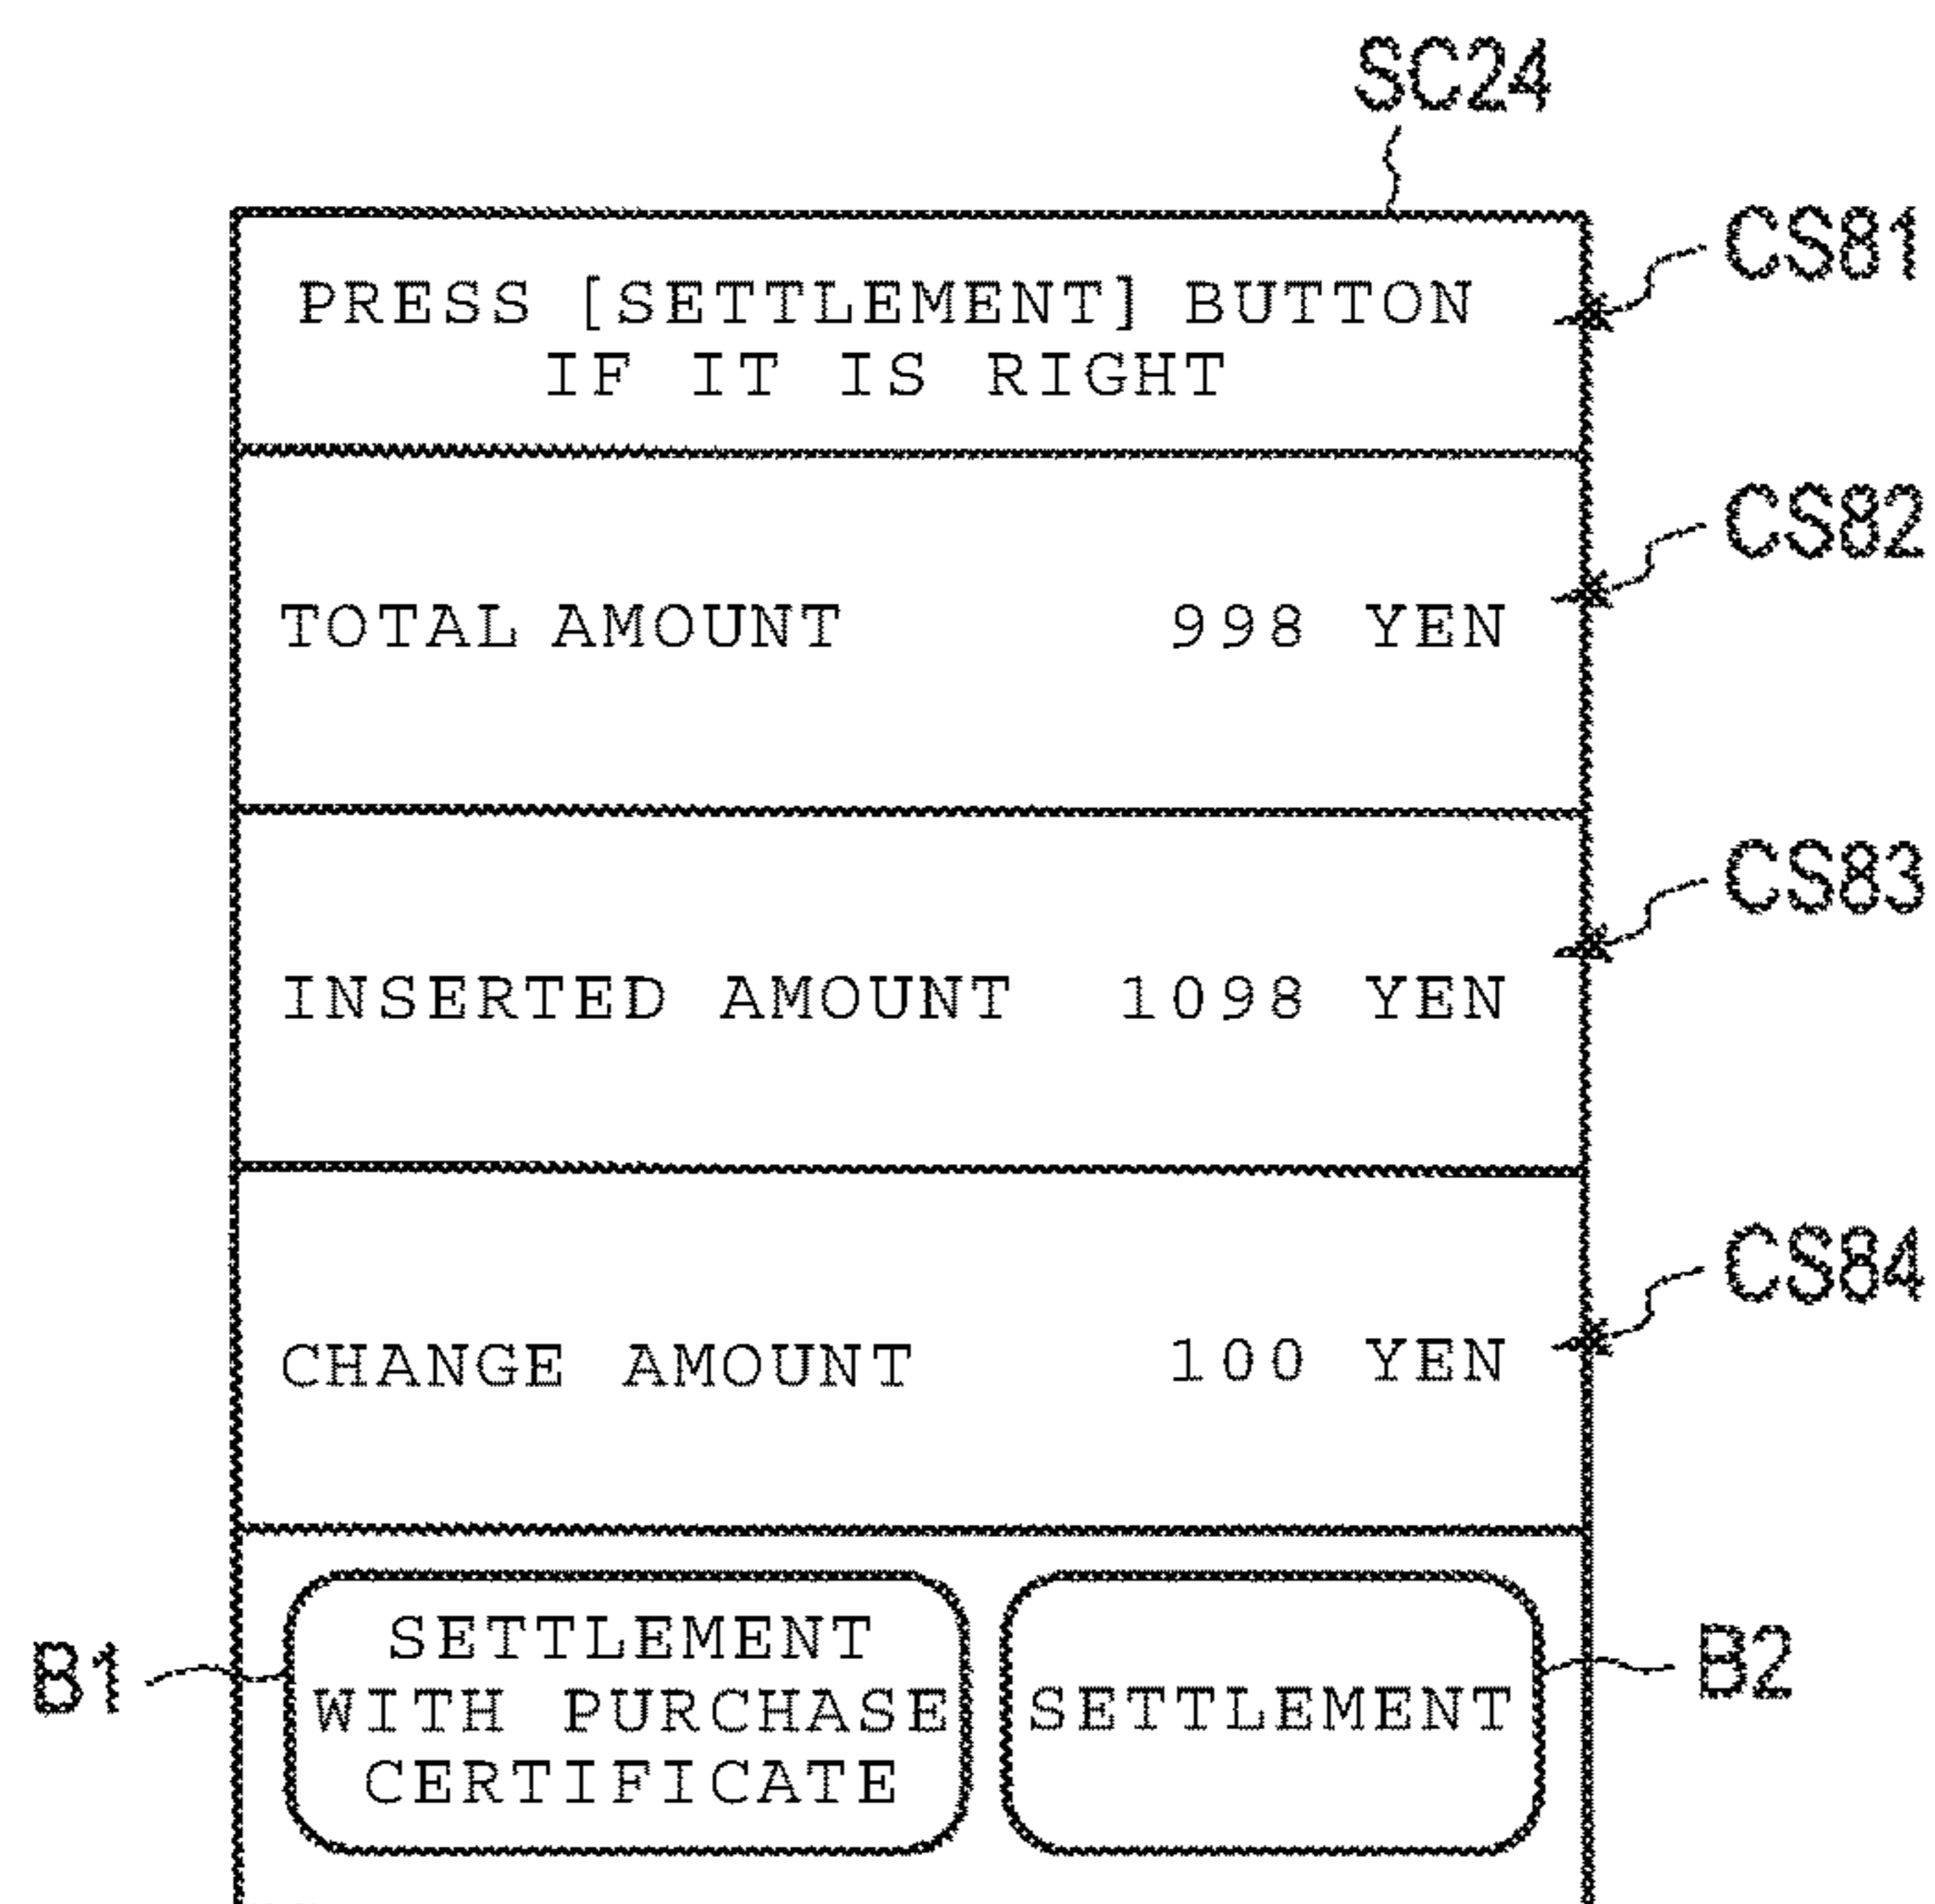 SC24
PRESS [SETTLEMENT] BUTTON
IF IT IS RIGHT
CS81
TOTAL AMOUNT 998 YEN
CS82
INSERTED AMOUNT 1098 YEN
CS83
CHANGE AMOUNT 100 YEN
CS84
B1
SETTLEMENT
WITH PURCHASE
CERTIFICATE
SETTLEMENT
B2